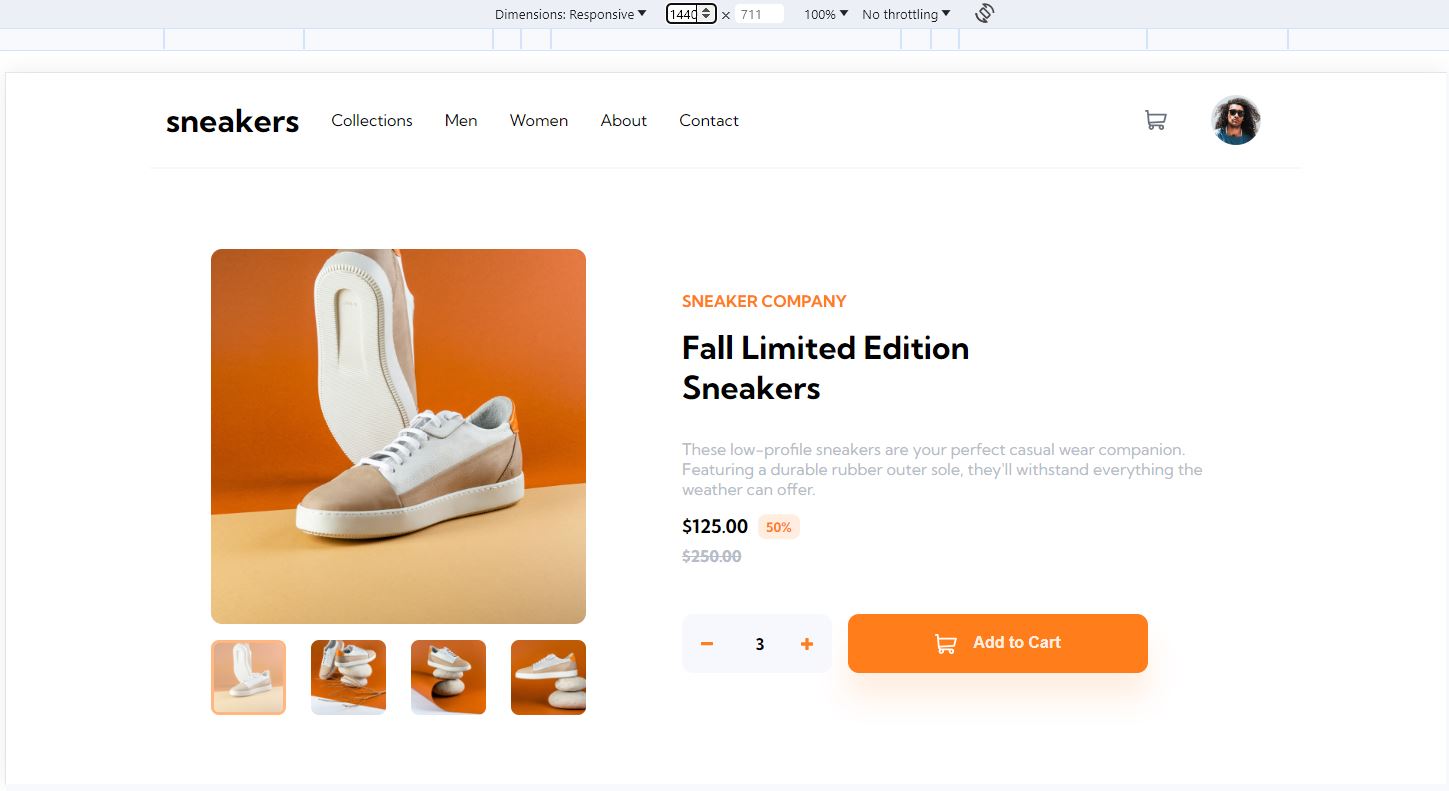 Dimensions: Responsive 1440 × 711 100% No throttling
sneakers Collections Men Women About Contact
SNEAKER COMPANY
Fall Limited Edition
Sneakers
These low-profile sneakers are your perfect casual wear companion.
Featuring a durable rubber outer sole, they'll withstand everything the
weather can offer.
$125.00 50%
$250.00
3 Add to Cart